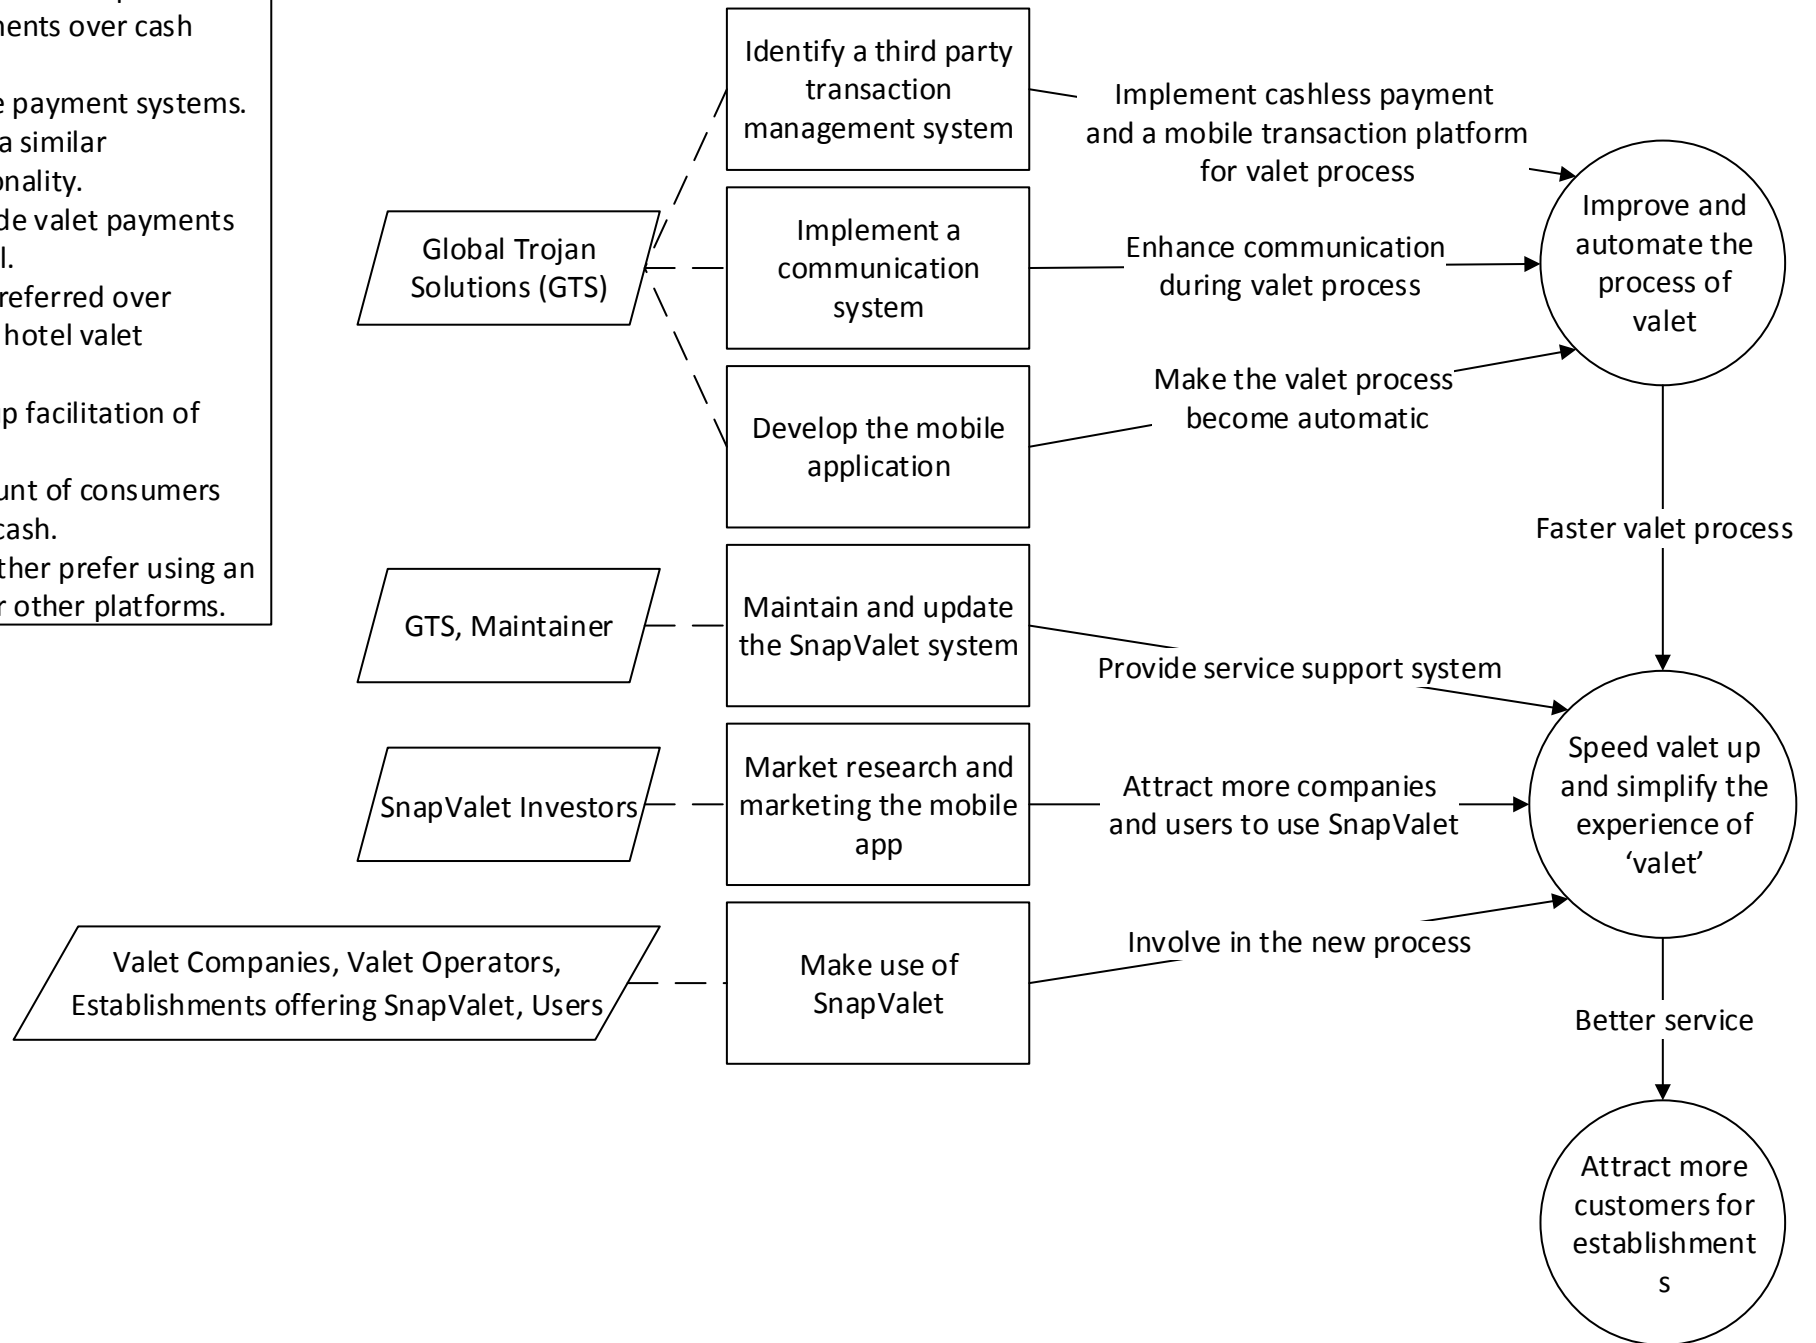 ments over cash
payment systems.
a similar
onality.
de valet payments
l.
referred over
hotel valet
up facilitation of
unt of consumers
cash.
ther prefer using an
r other platforms.
Global Trojan
Solutions (GTS)
Identify a third party
transaction
management system
Implement cashless payment
and a mobile transaction platform
for valet process
Implement a
communication
system
Enhance communication
during valet process
Develop the mobile
application
Make the valet process
become automatic
Improve and
automate the
process of
valet
Faster valet process
GTS, Maintainer
Maintain and update
the SnapValet system
Provide service support system
SnapValet Investors
Market research and
marketing the mobile
app
Attract more companies
and users to use SnapValet
Speed valet up
and simplify the
experience of
‘valet’
Valet Companies, Valet Operators,
Establishments offering SnapValet, Users
Make use of
SnapValet
Involve in the new process
Better service
Attract more
customers for
establishment
s